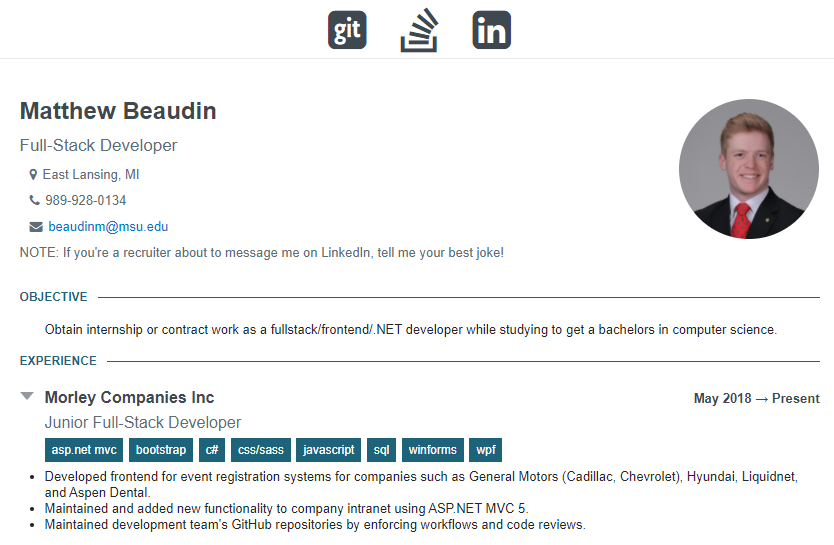 git
in
Matthew Beaudin
Full-Stack Developer
East Lansing, MI
989-928-0134
beaudinm@msu.edu
NOTE: If you're a recruiter about to message me on LinkedIn, tell me your best joke!
OBJECTIVE
Obtain internship or contract work as a fullstack/frontend/.NET developer while studying to get a bachelors in computer science.
EXPERIENCE
Morley Companies Inc May 2018 → Present
Junior Full-Stack Developer
asp.net mvc bootstrap c# css/sass javascript sql winforms wpf
• Developed frontend for event registration systems for companies such as General Motors (Cadillac, Chevrolet), Hyundai, Liquidnet,
and Aspen Dental.
• Maintained and added new functionality to company intranet using ASP.NET MVC 5.
• Maintained development team's GitHub repositories by enforcing workflows and code reviews.